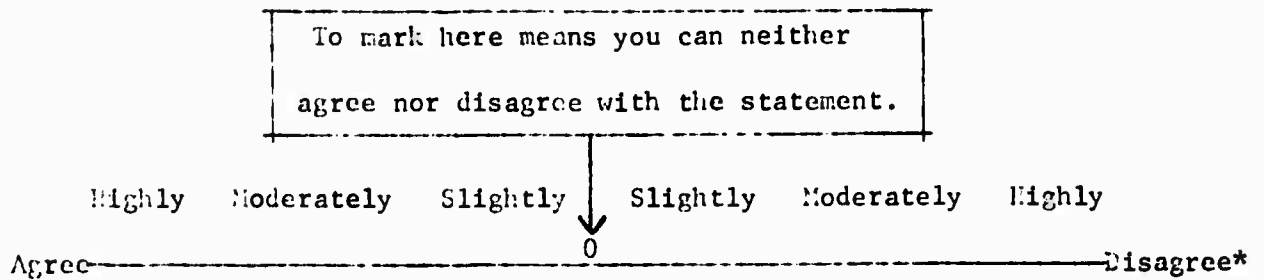 To mark here means you can neither
agree nor disagree with the statement.
Highly Moderately Slightly Slightly Moderately Highly
0
Agree Disagree*